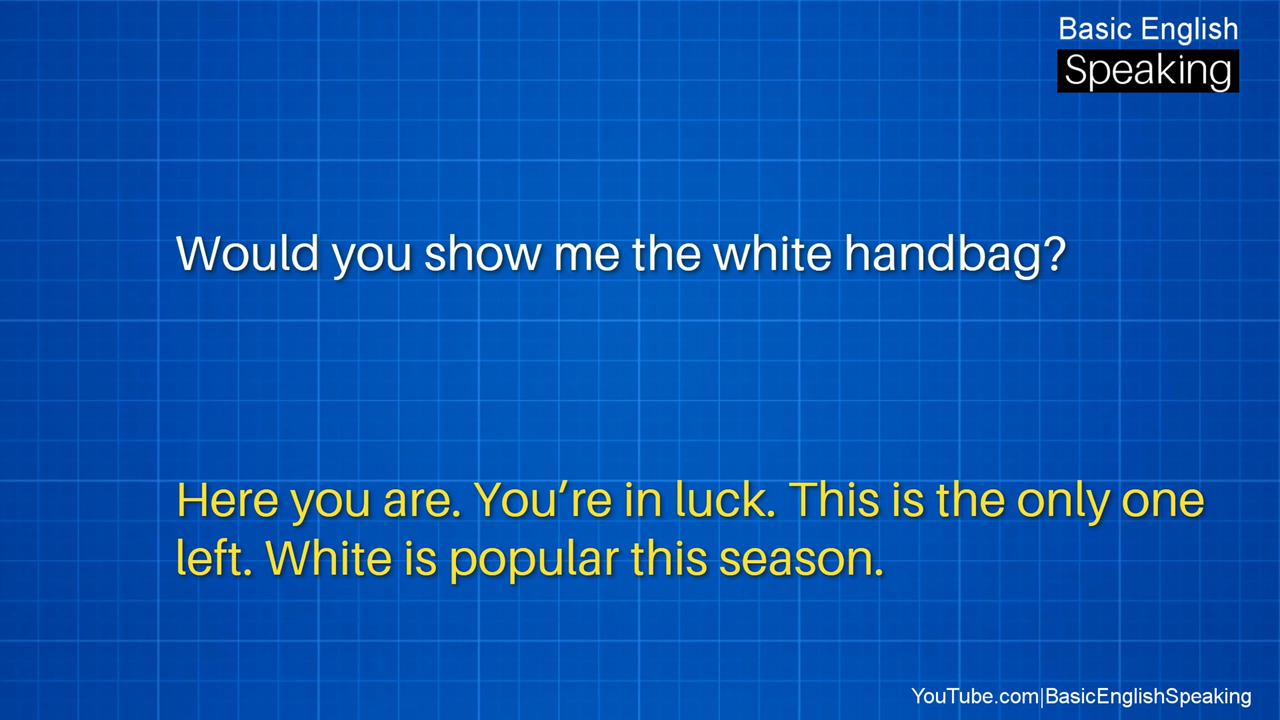 Basic English
Speaking
Would you show me the white handbag?
Here you are. You’re in luck. This is the only one
left. White is popular this season.
YouTube.com|BasicEnglishSpeaking